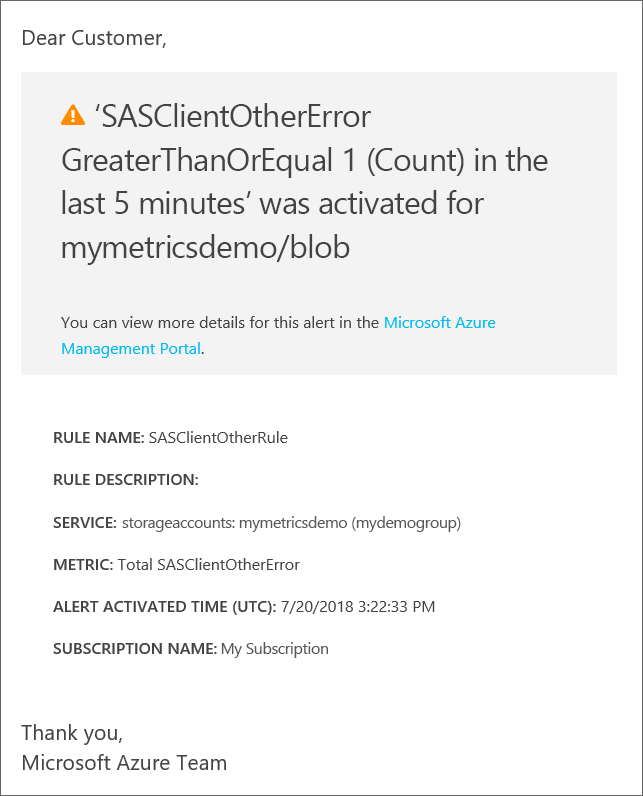 Dear Customer,
‘SASClientOtherError
GreaterThanOrEqual 1 (Count) in the
last 5 minutes’ was activated for
mymetricsdemo/blob
You can view more details for this alert in the Microsoft Azure
Management Portal.
RULE NAME: SASClientOtherRule
RULE DESCRIPTION:
SERVICE: storageaccounts: mymetricsdemo (mydemogroup)
METRIC: Total SASClientOtherError
ALERT ACTIVATED TIME (UTC): 7/20/2018 3:22:33 PM
SUBSCRIPTION NAME: My Subscription
Thank you,
Microsoft Azure Team